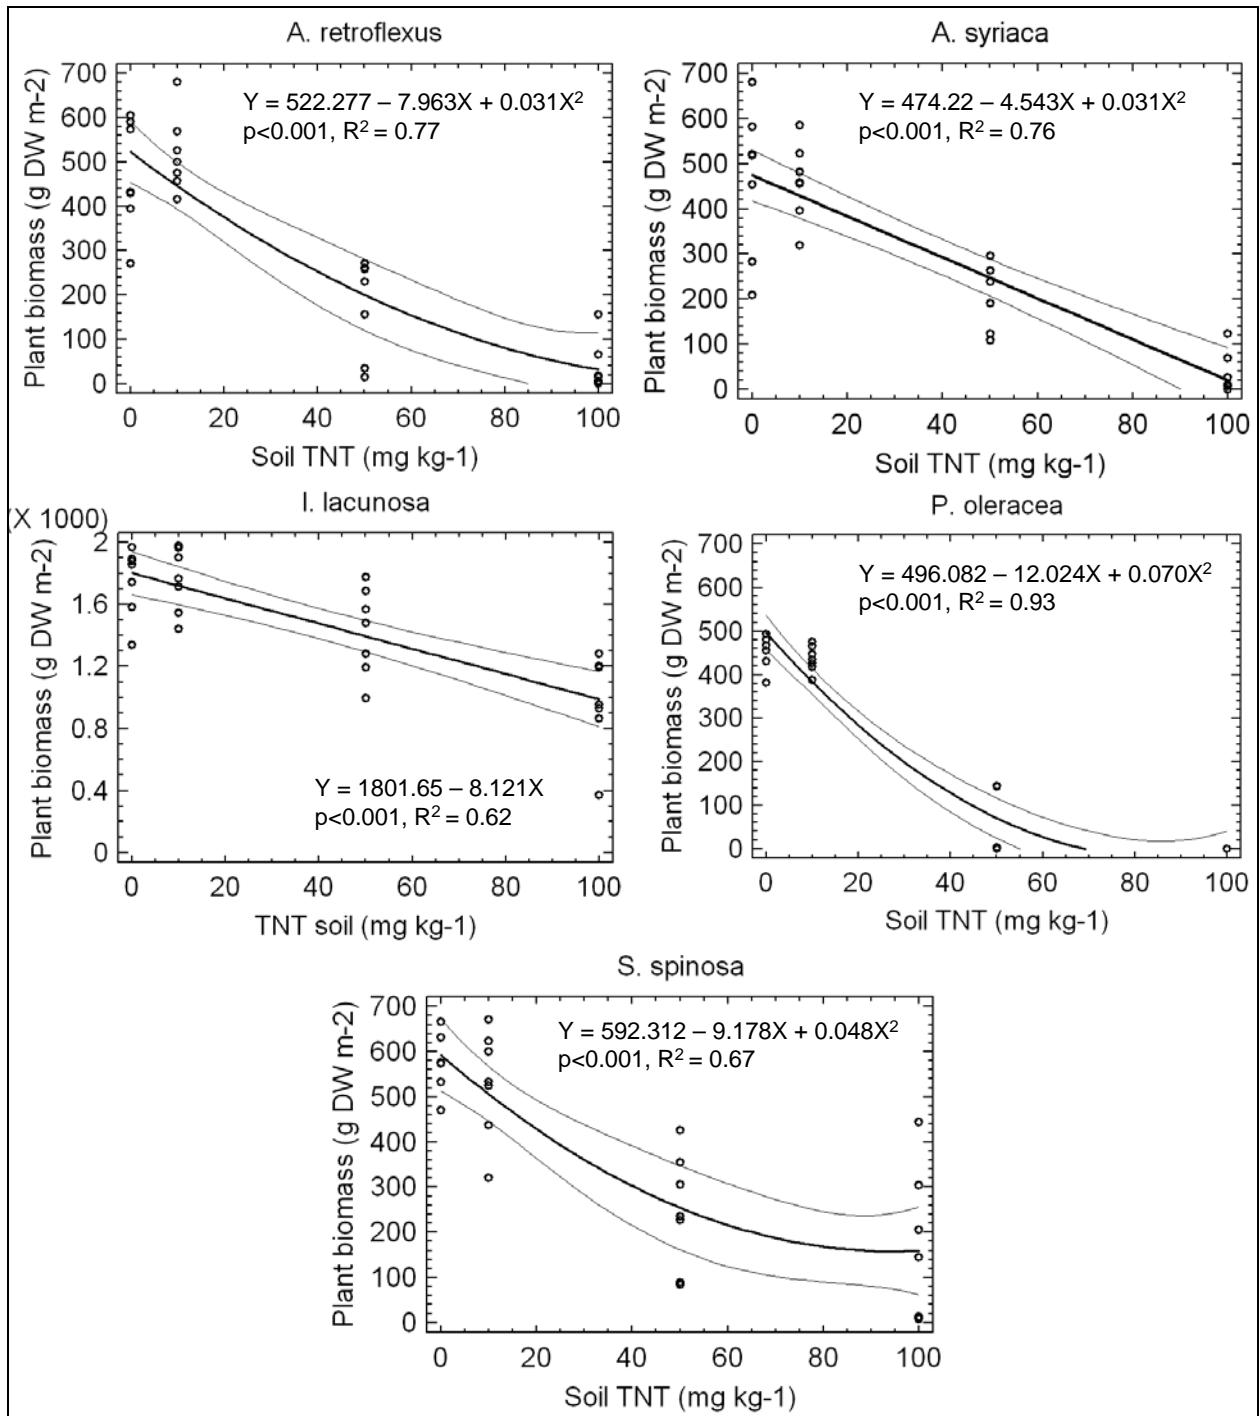 A. retroflexus
Plant biomass (g DW m-2)
700
600
500
400
300
200
100
0
Y = 522.277 – 7.963X + 0.031X²
p<0.001, R² = 0.77
0 20 40 60 80 100
Soil TNT (mg kg-1)
A. syriaca
Plant biomass (g DW m-2)
700
600
500
400
300
200
100
0
Y = 474.22 – 4.543X + 0.031X²
p<0.001, R² = 0.76
0 20 40 60 80 100
Soil TNT (mg kg-1)
I. lacunosa
(X 1000)
Plant biomass (g DW m-2)
2
1.6
1.2
0.8
0.4
0
Y = 1801.65 – 8.121X
p<0.001, R² = 0.62
0 20 40 60 80 100
TNT soil (mg kg-1)
P. oleracea
Plant biomass (g DW m-2)
700
600
500
400
300
200
100
0
Y = 496.082 – 12.024X + 0.070X²
p<0.001, R² = 0.93
0 20 40 60 80 100
Soil TNT (mg kg-1)
S. spinosa
Plant biomass (g DW m-2)
700
600
500
400
300
200
100
0
Y = 592.312 – 9.178X + 0.048X²
p<0.001, R² = 0.67
0 20 40 60 80 100
Soil TNT (mg kg-1)